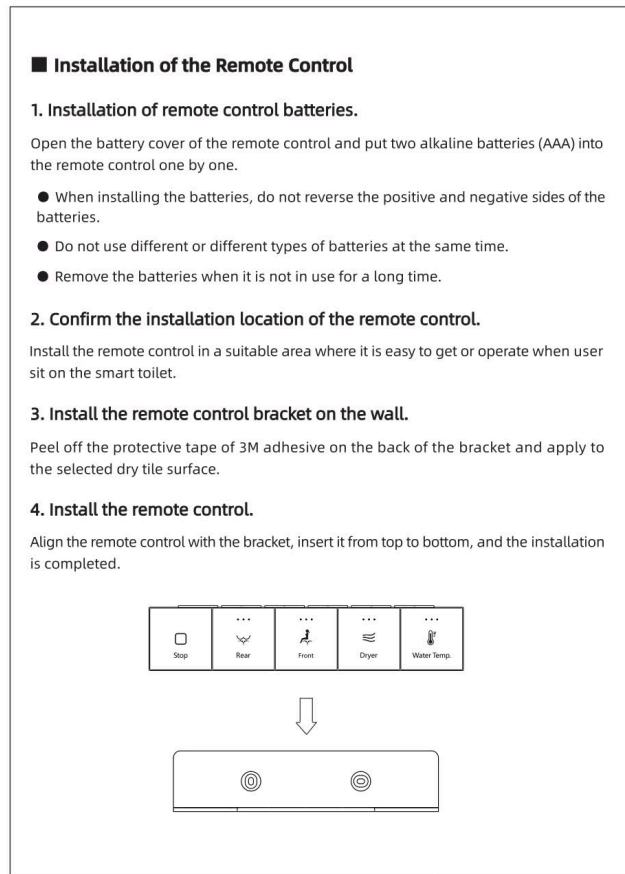 ■ Installation of the Remote Control
1. Installation of remote control batteries.
Open the battery cover of the remote control and put two alkaline batteries (AAA) into
the remote control one by one.
● When installing the batteries, do not reverse the positive and negative sides of the
batteries.
● Do not use different or different types of batteries at the same time.
● Remove the batteries when it is not in use for a long time.
2. Confirm the installation location of the remote control.
Install the remote control in a suitable area where it is easy to get or operate when user
sit on the smart toilet.
3. Install the remote control bracket on the wall.
Peel off the protective tape of 3M adhesive on the back of the bracket and apply to
the selected dry tile surface.
4. Install the remote control.
Align the remote control with the bracket, insert it from top to bottom, and the installation
is completed.
Stop Rear Front Dryer Water Temp.